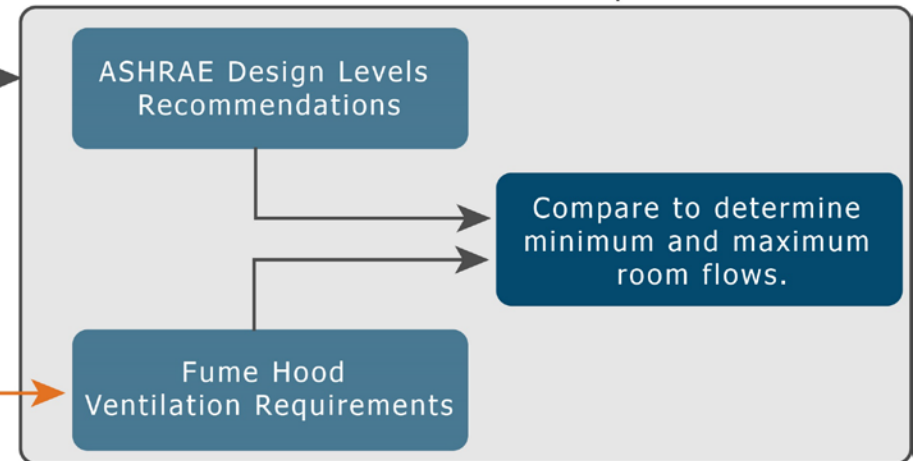 ASHRAE Design Levels
Recommendations
Compare to determine
minimum and maximum
room flows.
Fume Hood
Ventilation Requirements